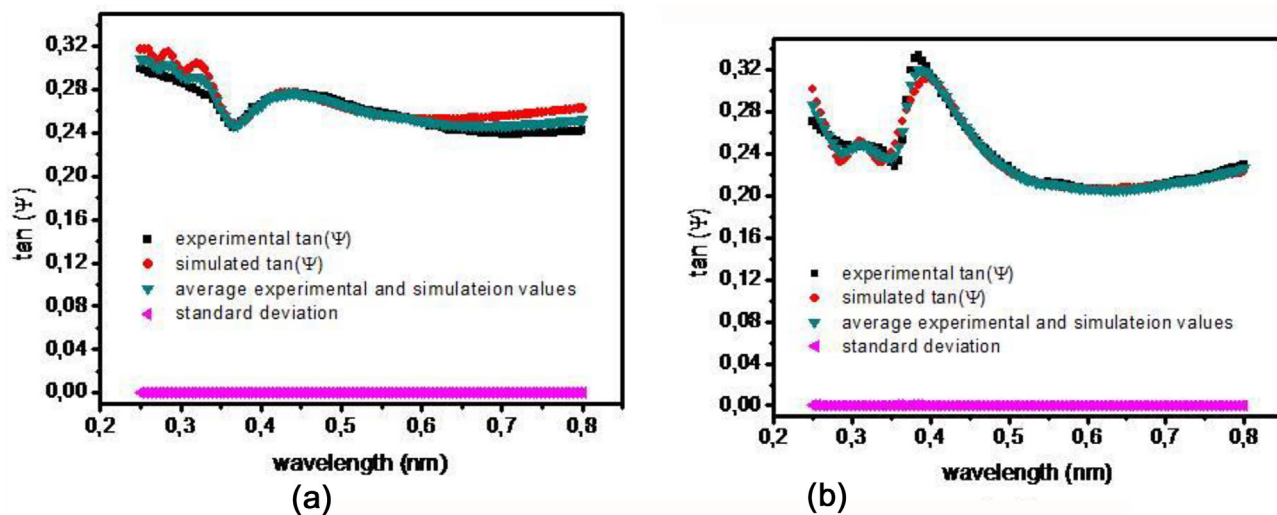 0,32
0,28
0,24
0,20
0,16
0,12
0,08
0,04
0,00
tan (Ψ)
experimental tan(Ψ)
simulated tan(Ψ)
average experimental and simulateion values
standard deviation
0,2 0,3 0,4 0,5 0,6 0,7 0,8
wavelength (nm)
(a)
0,32
0,28
0,24
0,20
0,16
0,12
0,08
0,04
0,00
tan (Ψ)
experimental tan(Ψ)
simulated tan(Ψ)
average experimental and simulateion values
standard deviation
0,2 0,3 0,4 0,5 0,6 0,7 0,8
wavelength (nm)
(b)